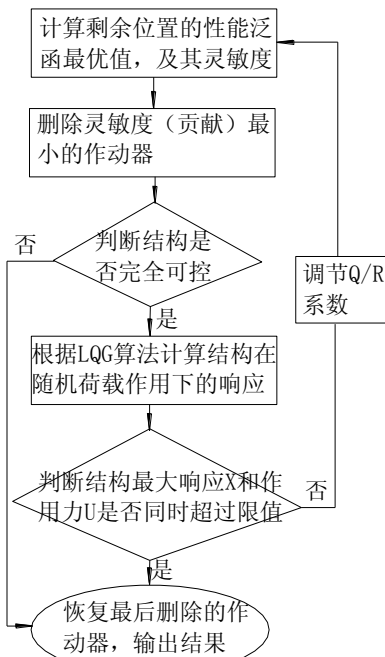 计算剩余位置的性能泛
函最优值，及其灵敏度
删除灵敏度（贡献）最
小的作动器
否
判断结构是
否完全可控
调节Q/R
系数
是
根据LQG算法计算结构在
随机荷载作用下的响应
判断结构最大响应X和作
用力U是否同时超过限值
否
是
恢复最后删除的作
动器，输出结果